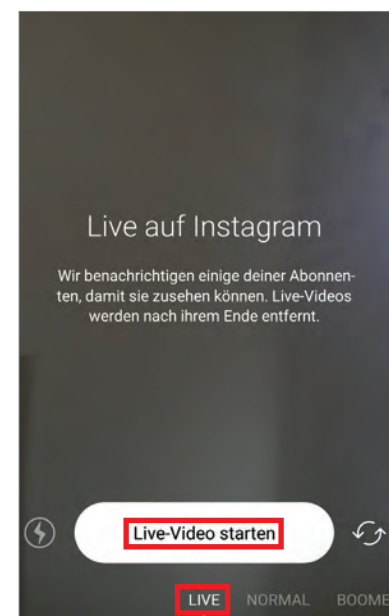 Live auf Instagram
Wir benachrichtigen einige deiner Abonnen-
ten, damit sie zusehen können. Live-Videos
werden nach ihrem Ende entfernt.
Live-Video starten
LIVE NORMAL BOOME